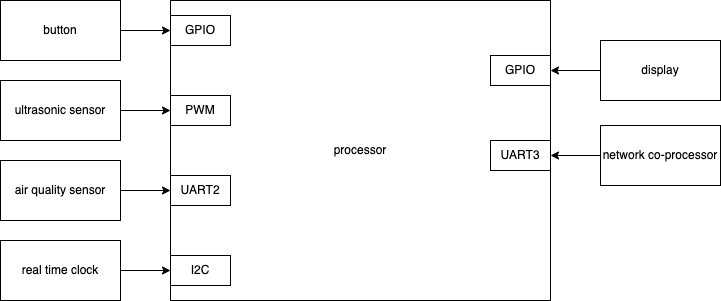 button
GPIO
ultrasonic sensor
PWM
air quality sensor
UART2
real time clock
I2C
processor
GPIO
display
UART3
network co-processor